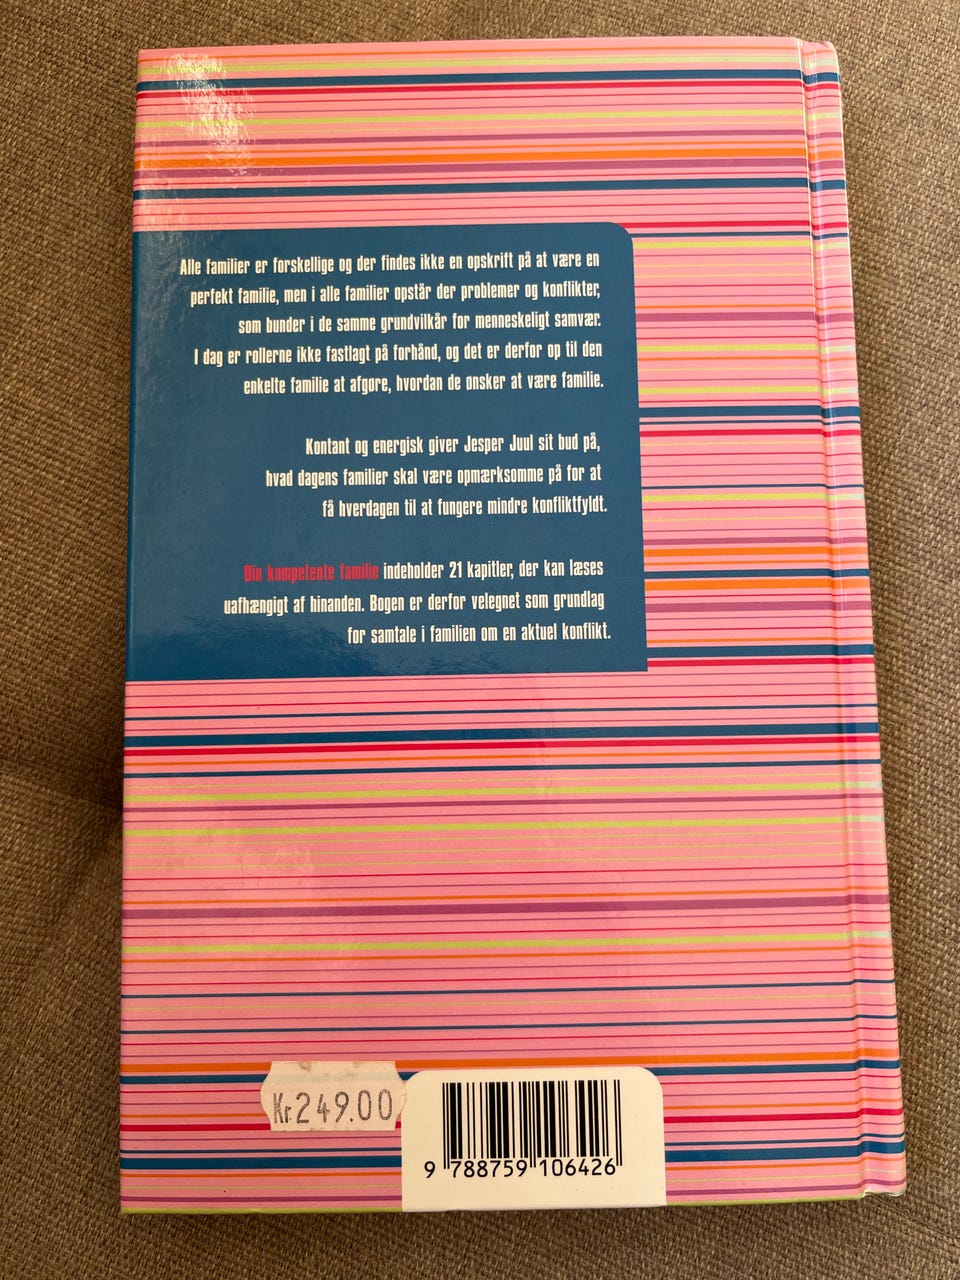 Alle familier er forskellige og der findes ikke en opskrift på at være en
perfekt familie, men i alle familier opstår der problemer og konflikter,
som bunder i de samme grundvilkår for menneskeligt samvær.
I dag er rollerne ikke fastlagt på forhånd, og det er derfor op til den
enkelte familie at afgøre, hvordan de ønsker at være familie.
Kontant og energisk giver Jesper Juul sit bud på,
hvad dagens familier skal være opmærksomme på for at
få hverdagen til at fungere mindre konfliktfyldt.
Din kompetente familie indeholder 21 kapitler, der kan læses
uafhængigt af hinanden. Bogen er derfor velegnet som grundlag
for samtale i familien om en aktuel konflikt.
Kr.249.00
9 788759 106426